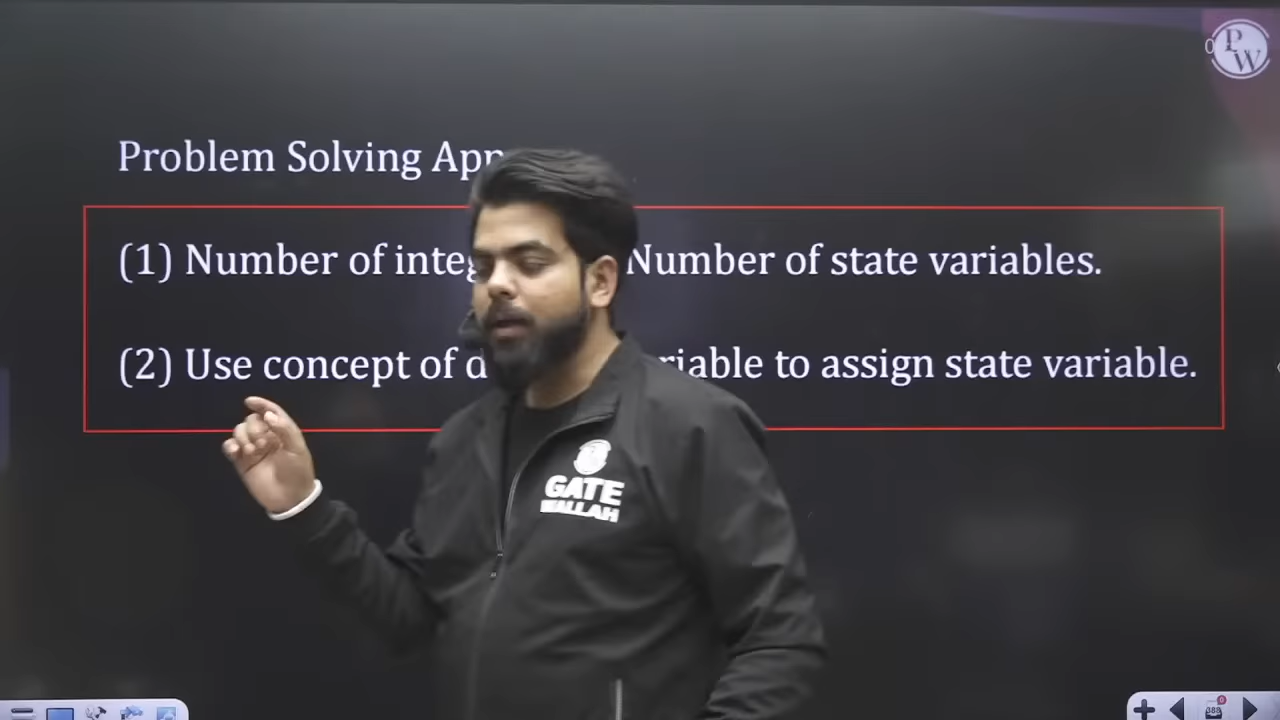 Problem Solving App
(1) Number of integ Number of state variables.
(2) Use concept of d riable to assign state variable.
GATE
WALLAH
PW